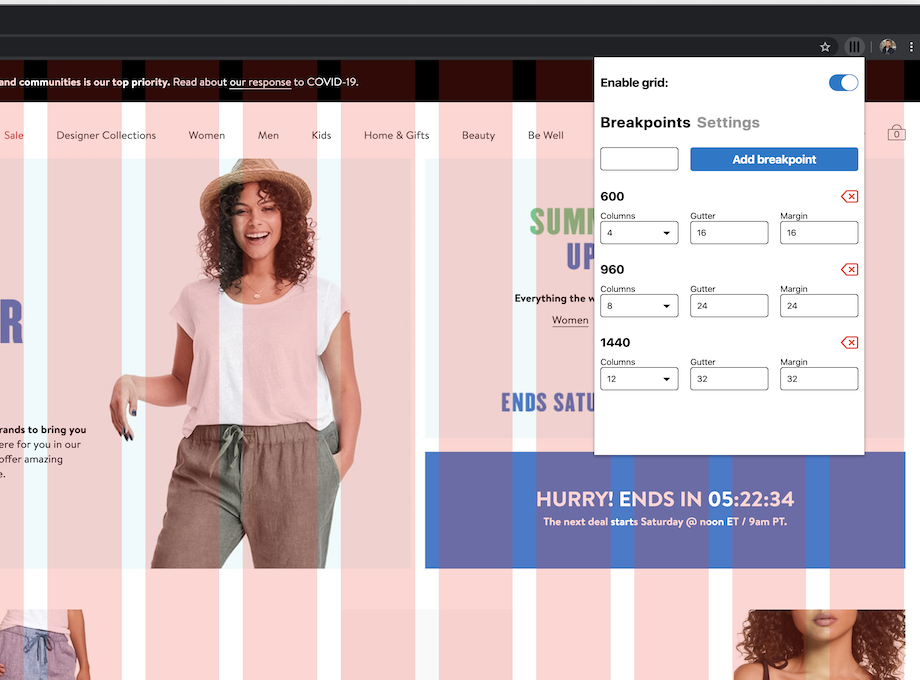 and communities is our top priority. Read about our response to COVID-19.
Sale Designer Collections Women Men Kids Home & Gifts Beauty Be Well
0
Enable grid:
Breakpoints Settings
Add breakpoint
600
Columns Gutter Margin
4 16 16
960
Columns Gutter Margin
8 24 24
1440
Columns Gutter Margin
12 32 32
R
rands to bring you
ere for you in our
offer amazing
e.
SUMM
UP
Everything the w
Women
ENDS SATU
HURRY! ENDS IN 05:22:34
The next deal starts Saturday @ noon ET / 9am PT.